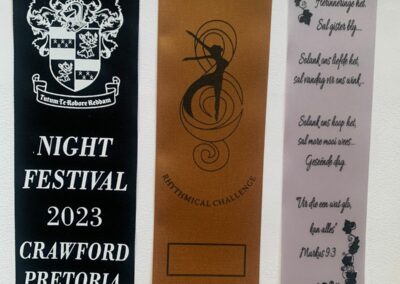 Tutum Te Robore Reddam
NIGHT
FESTIVAL
2023
CRAWFORD
PRETORIA
RHYTHMICAL CHALLENGE
Herinneringe het,
Sal gister bly...
Solank ons liefde het,
sal vandag vir ons wink,..
Solank ons hoop het,
sal more mooi wees...
Geseënde dag.
"Vir die een wat glo,
kan alles"
Markus 9:3